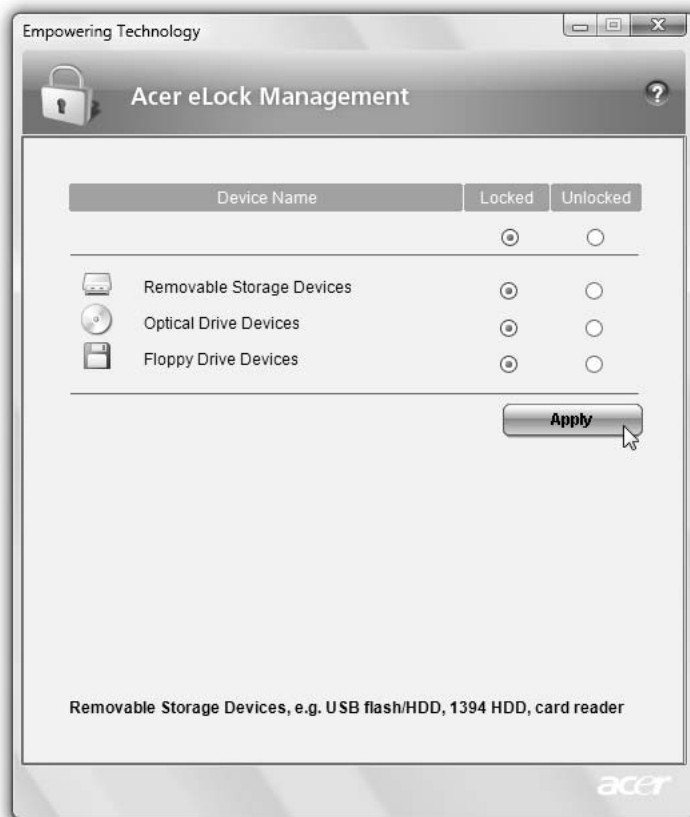 Empowering Technology
Acer eLock Management
?
Device Name Locked Unlocked
Removable Storage Devices
Optical Drive Devices
Floppy Drive Devices
Apply
Removable Storage Devices, e.g. USB flash/HDD, 1394 HDD, card reader
acer